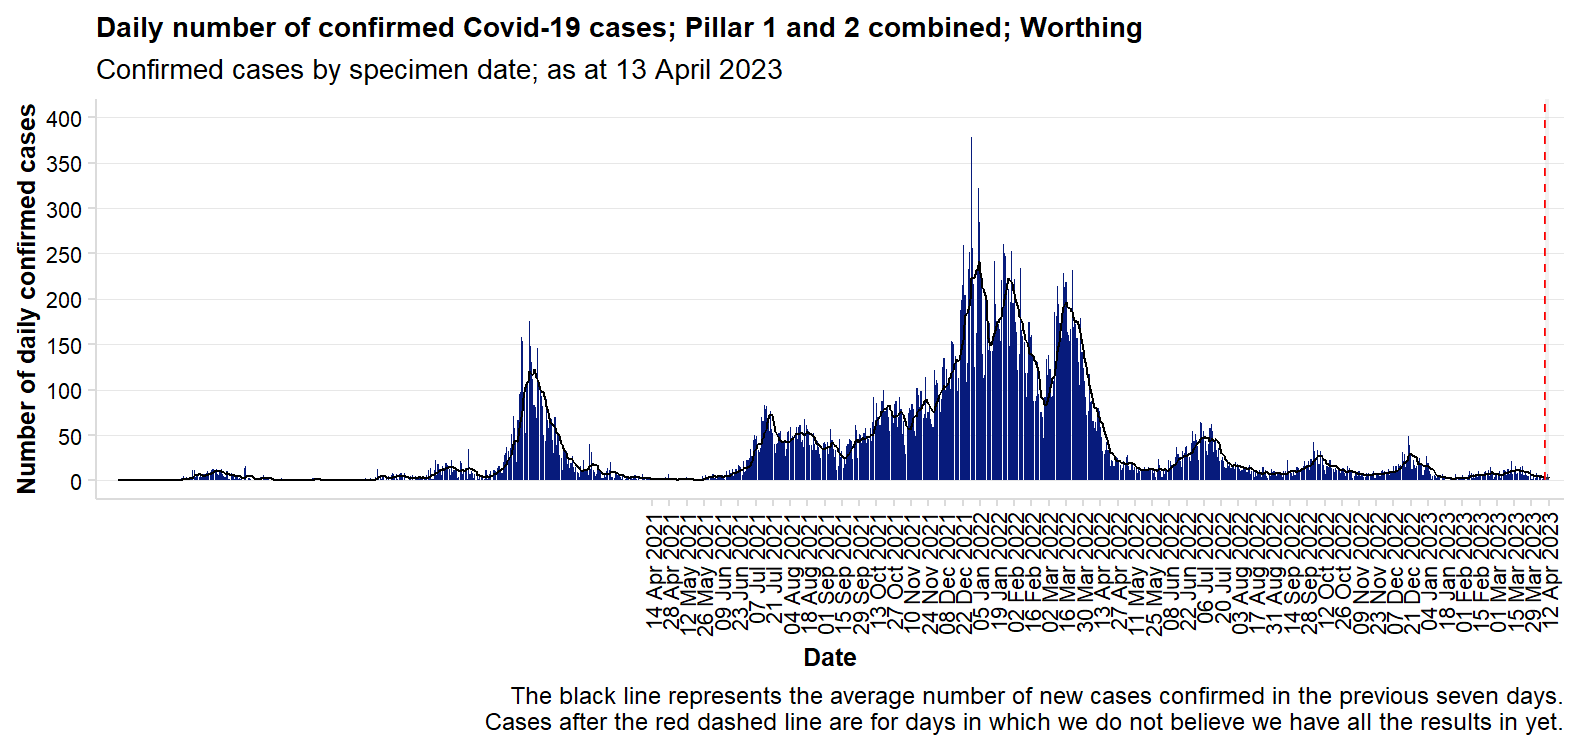 Daily number of confirmed Covid-19 cases; Pillar 1 and 2 combined; Worthing
Confirmed cases by specimen date; as at 13 April 2023
Number of daily confirmed cases
400
350
300
250
200
150
100
50
0
14 Apr 2021
28 Apr 2021
12 May 2021
26 May 2021
09 Jun 2021
23 Jun 2021
07 Jul 2021
21 Jul 2021
04 Aug 2021
18 Aug 2021
01 Sep 2021
15 Sep 2021
29 Sep 2021
13 Oct 2021
27 Oct 2021
10 Nov 2021
24 Nov 2021
08 Dec 2021
22 Dec 2021
05 Jan 2022
19 Jan 2022
02 Feb 2022
16 Feb 2022
02 Mar 2022
16 Mar 2022
30 Mar 2022
13 Apr 2022
27 Apr 2022
11 May 2022
25 May 2022
08 Jun 2022
22 Jun 2022
06 Jul 2022
20 Jul 2022
03 Aug 2022
17 Aug 2022
31 Aug 2022
14 Sep 2022
28 Sep 2022
12 Oct 2022
26 Oct 2022
09 Nov 2022
23 Nov 2022
07 Dec 2022
21 Dec 2022
04 Jan 2023
18 Jan 2023
01 Feb 2023
15 Feb 2023
01 Mar 2023
15 Mar 2023
29 Mar 2023
12 Apr 2023
Date
The black line represents the average number of new cases confirmed in the previous seven days.
Cases after the red dashed line are for days in which we do not believe we have all the results in yet.